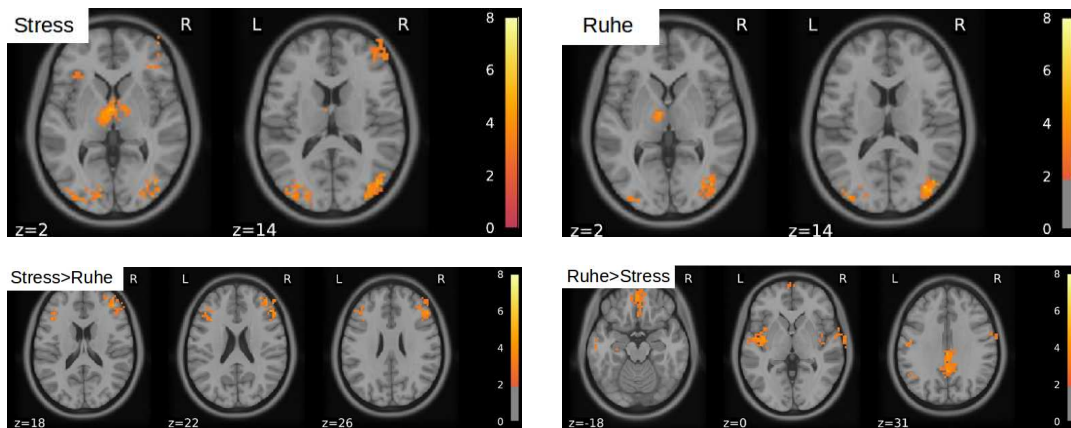 Stress
R
L
R
8
6
4
2
0
z=2
z=14
Ruhe
R
L
R
8
6
4
2
0
z=2
z=14
Stress>Ruhe
R
L
R
L
R
8
6
4
2
0
z=18
z=22
z=26
Ruhe>Stress
R
L
R
L
R
8
6
4
2
0
z=-18
z=0
z=31